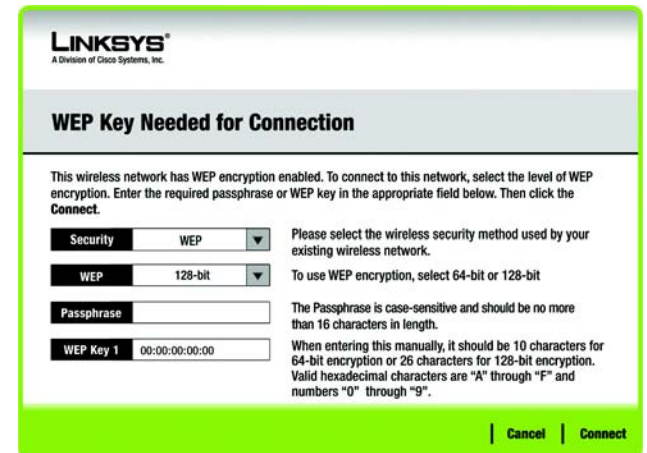 LINKSYS®
A Division of Cisco Systems, Inc.
WEP Key Needed for Connection
This wireless network has WEP encryption enabled. To connect to this network, select the level of WEP
encryption. Enter the required passphrase or WEP key in the appropriate field below. Then click the
Connect.
Security WEP
Please select the wireless security method used by your
existing wireless network.
WEP 128-bit
To use WEP encryption, select 64-bit or 128-bit
Passphrase
The Passphrase is case-sensitive and should be no more
than 16 characters in length.
WEP Key 1 00:00:00:00:00
When entering this manually, it should be 10 characters for
64-bit encryption or 26 characters for 128-bit encryption.
Valid hexadecimal characters are “A” through “F” and
numbers “0” through “9”.
Cancel Connect